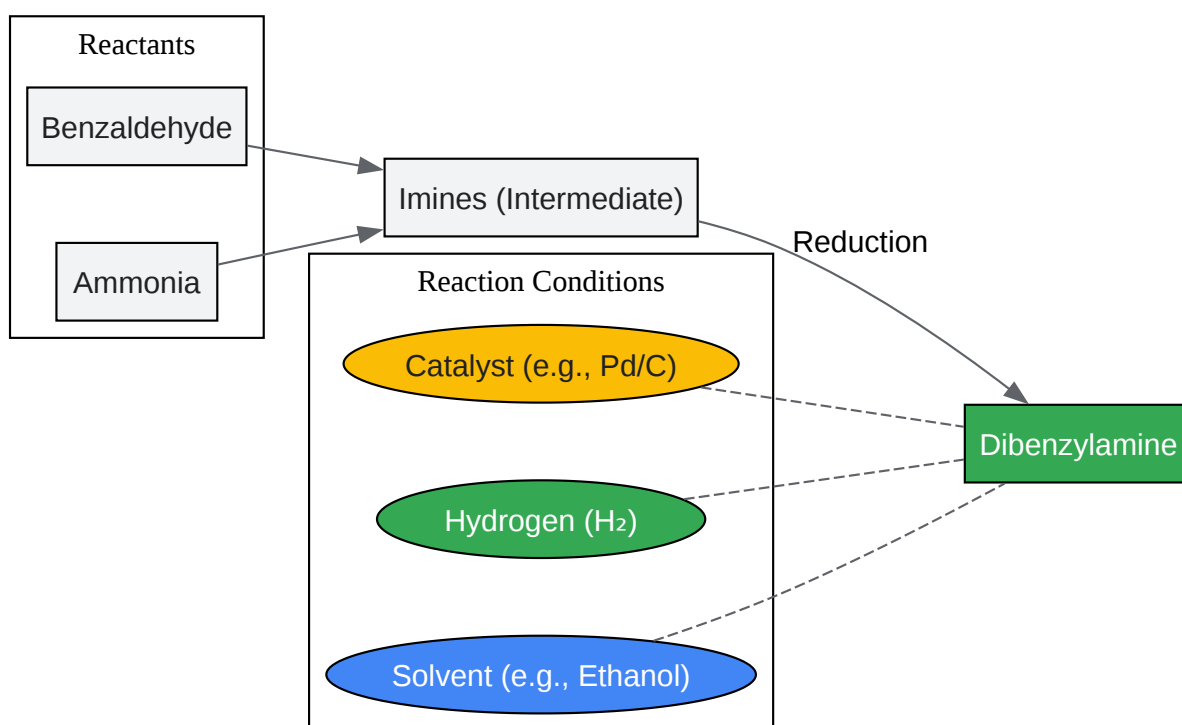 Reactants
Benzaldehyde
Ammonia
Imines (Intermediate)
Reduction
Reaction Conditions
Catalyst (e.g., Pd/C)
Hydrogen (H₂)
Solvent (e.g., Ethanol)
Dibenzylamine